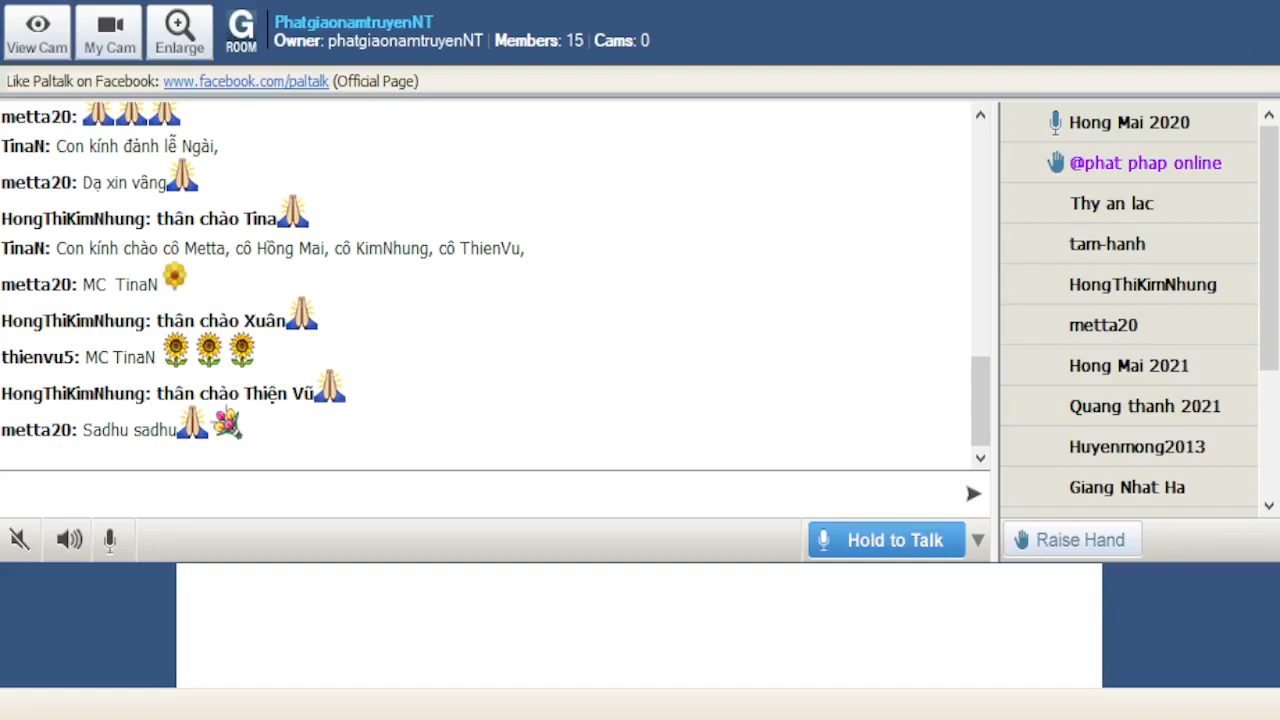 View Cam
My Cam
Enlarge
G
ROOM
PhatgiaonamtruyenNT
Owner: phatgiaonamtruyenNT | Members: 15 | Cams: 0
Like Paltalk on Facebook: www.facebook.com/paltalk (Official Page)
metta20:
TinaN: Con kính đảnh lễ Ngài,
metta20: Dạ xin vâng
HongThiKimNhung: thân chào Tina
TinaN: Con kính chào cô Metta, cô Hồng Mai, cô KimNhung, cô ThienVu,
metta20: MC TinaN
HongThiKimNhung: thân chào Xuân
thienvu5: MC TinaN
HongThiKimNhung: thân chào Thiện Vũ
metta20: Sadhu sadhu
Hong Mai 2020
@phat phap online
Thy an lac
tam-hanh
HongThiKimNhung
metta20
Hong Mai 2021
Quang thanh 2021
Huyenmong2013
Giang Nhat Ha
Hold to Talk
Raise Hand